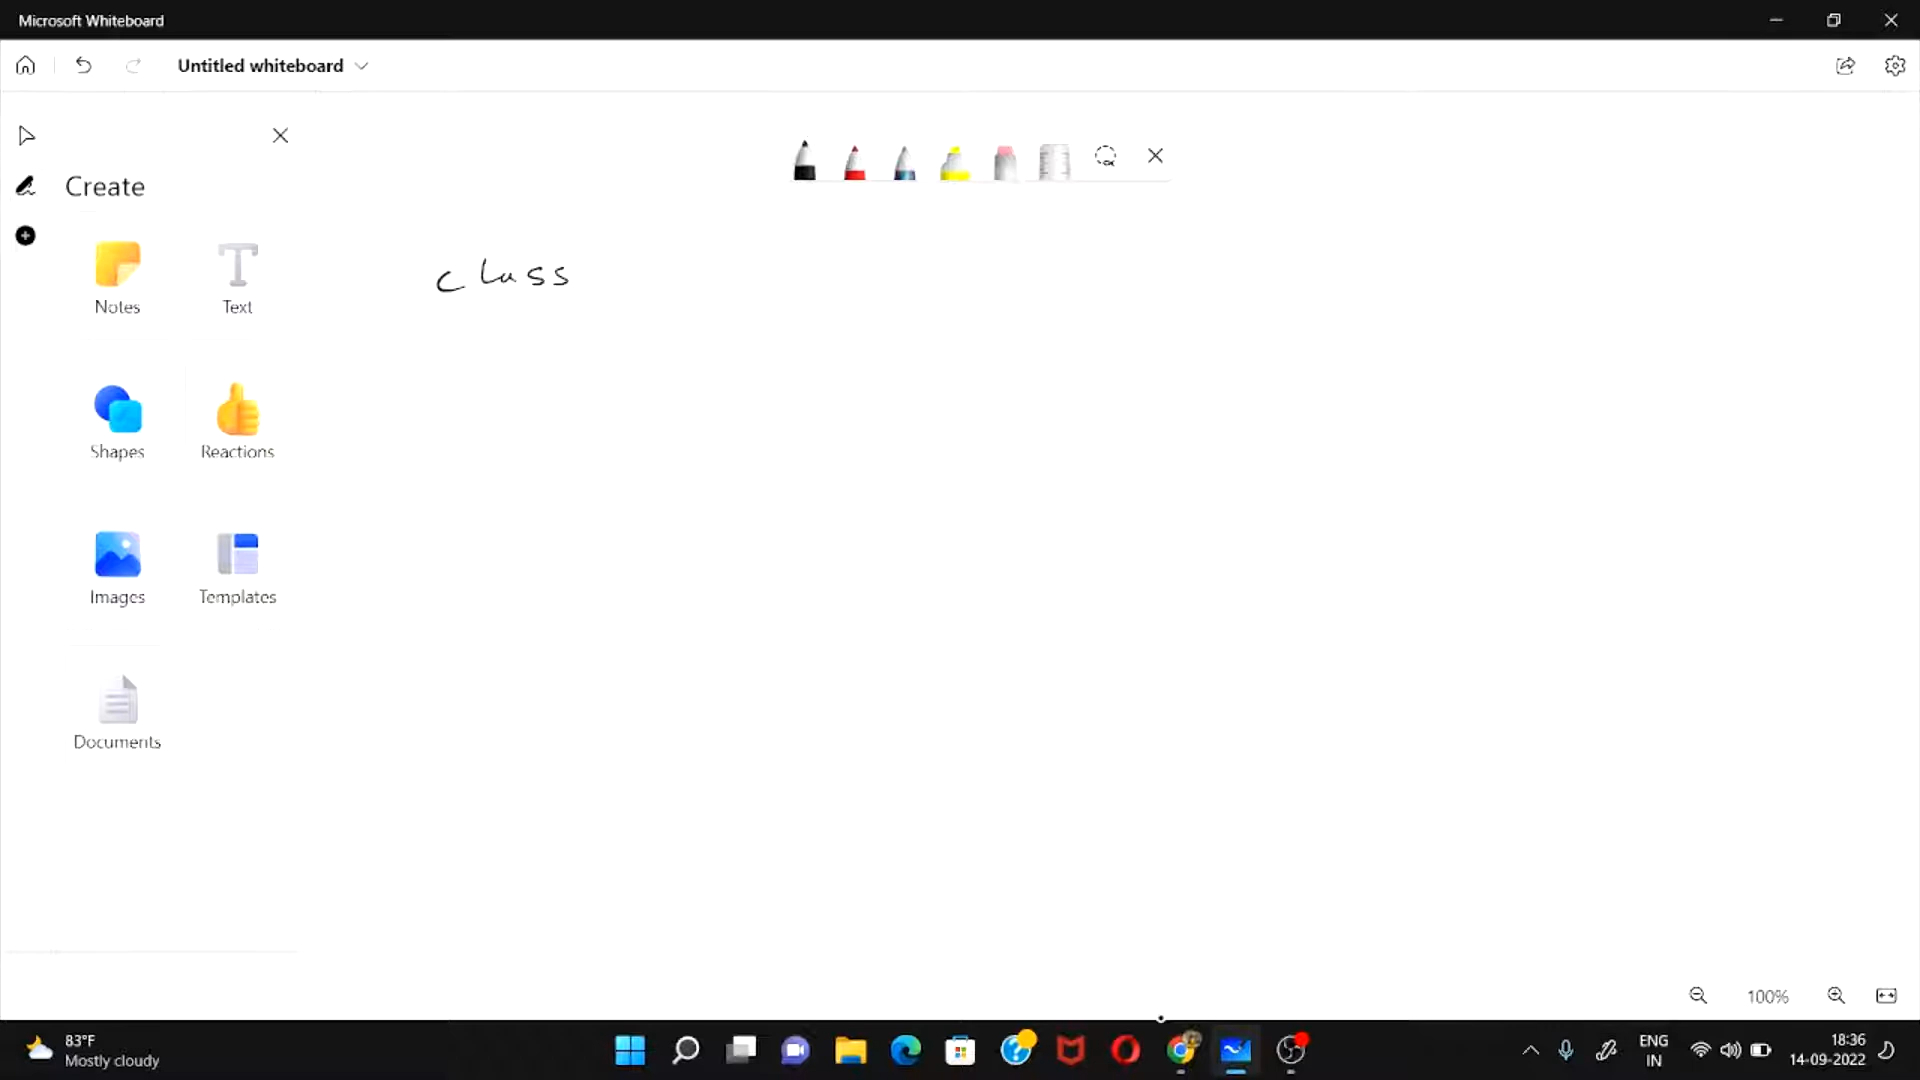 Microsoft Whiteboard
Untitled whiteboard
Create
Notes
Text
class
Shapes
Reactions
Images
Templates
Documents
100%
83°F
Mostly cloudy
ENG
IN
18:36
14-09-2022